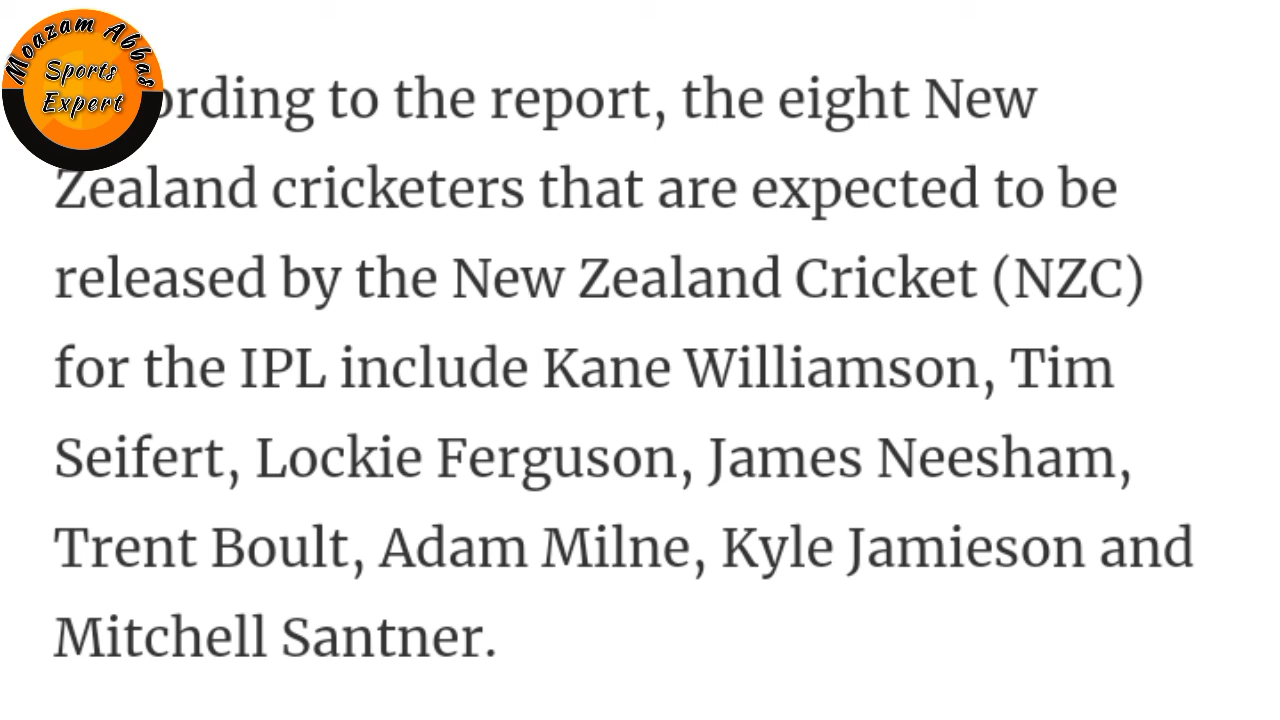 Moazam Abbas
Sports
Expert
ording to the report, the eight New
Zealand cricketers that are expected to be
released by the New Zealand Cricket (NZC)
for the IPL include Kane Williamson, Tim
Seifert, Lockie Ferguson, James Neesham,
Trent Boult, Adam Milne, Kyle Jamieson and
Mitchell Santner.